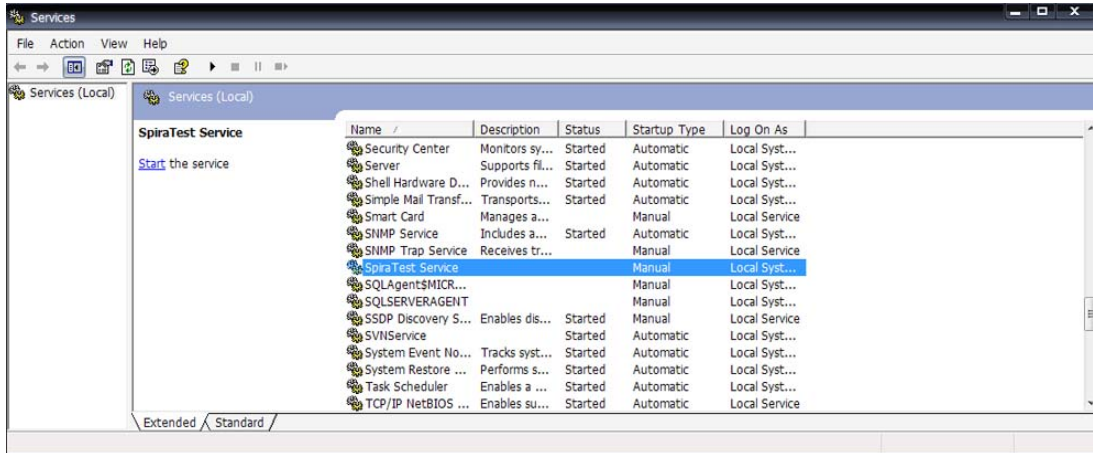 Services
File Action View Help
Services (Local)
Services (Local)
SpiraTest Service
Start the service
Name Description Status Startup Type Log On As
Security Center Monitors sy... Started Automatic Local Syst...
Server Supports fil... Started Automatic Local Syst...
Shell Hardware D... Provides n... Started Automatic Local Syst...
Simple Mail Transf... Transports... Started Automatic Local Syst...
Smart Card Manages a... Manual Local Service
SNMP Service Includes a... Started Automatic Local Syst...
SNMP Trap Service Receives tr... Manual Local Service
SpiraTest Service Manual Local Syst...
SQLAgent$MICR... Manual Local Syst...
SQLSERVERAGENT Manual Local Syst...
SSDP Discovery S... Enables dis... Started Manual Local Service
SVNService Started Automatic Local Syst...
System Event No... Tracks syst... Started Automatic Local Syst...
System Restore ... Performs s... Started Automatic Local Syst...
Task Scheduler Enables a ... Started Automatic Local Syst...
TCP/IP NetBIOS ... Enables su... Started Automatic Local Service
Extended Standard